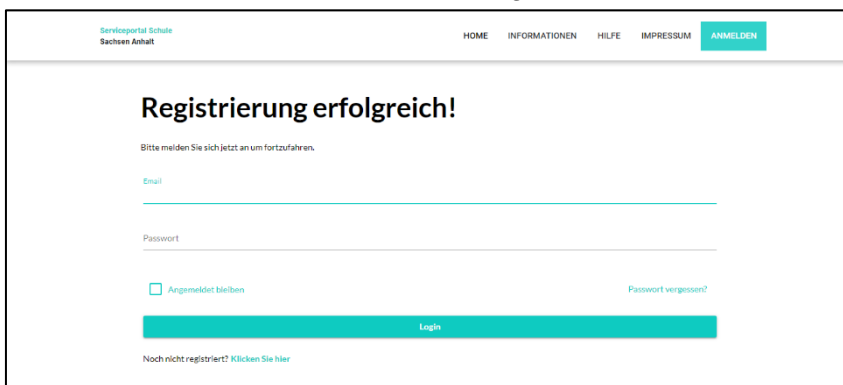 Serviceportal Schule
Sachsen Anhalt
HOME INFORMATIONEN HILFE IMPRESSUM ANMELDEN
Registrierung erfolgreich!
Bitte melden Sie sich jetzt an um fortzufahren.
Email
Passwort
Angemeldet bleiben Passwort vergessen?
Login
Noch nicht registriert? Klicken Sie hier